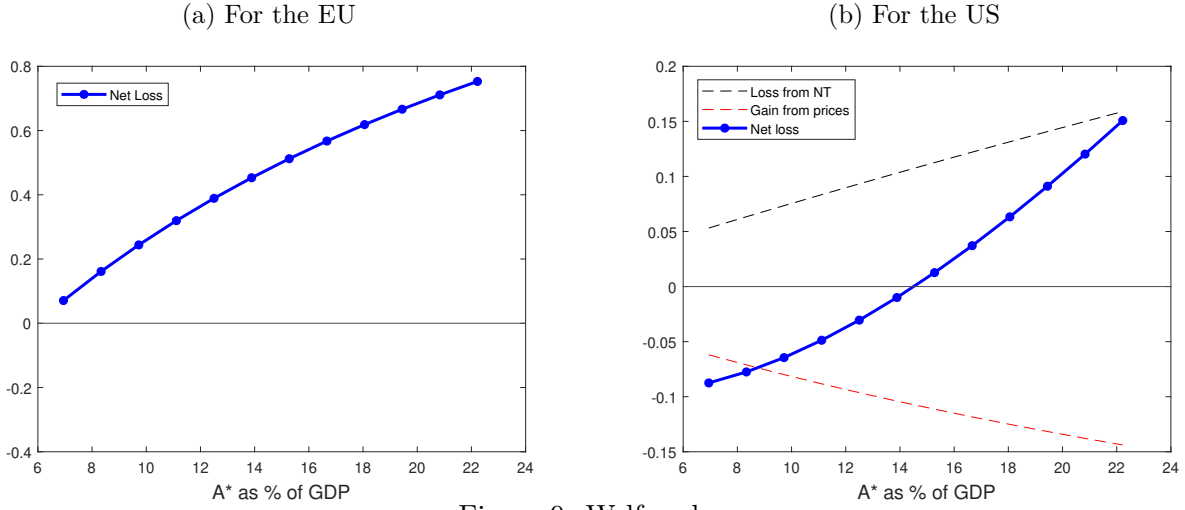 (a) For the EU
0.8
0.6
0.4
0.2
0
-0.2
-0.4
Net Loss
6 8 10 12 14 16 18 20 22 24
A* as % of GDP
(b) For the US
0.2
0.15
0.1
0.05
0
-0.05
-0.1
-0.15
Loss from NT
Gain from prices
Net loss
6 8 10 12 14 16 18 20 22 24
A* as % of GDP